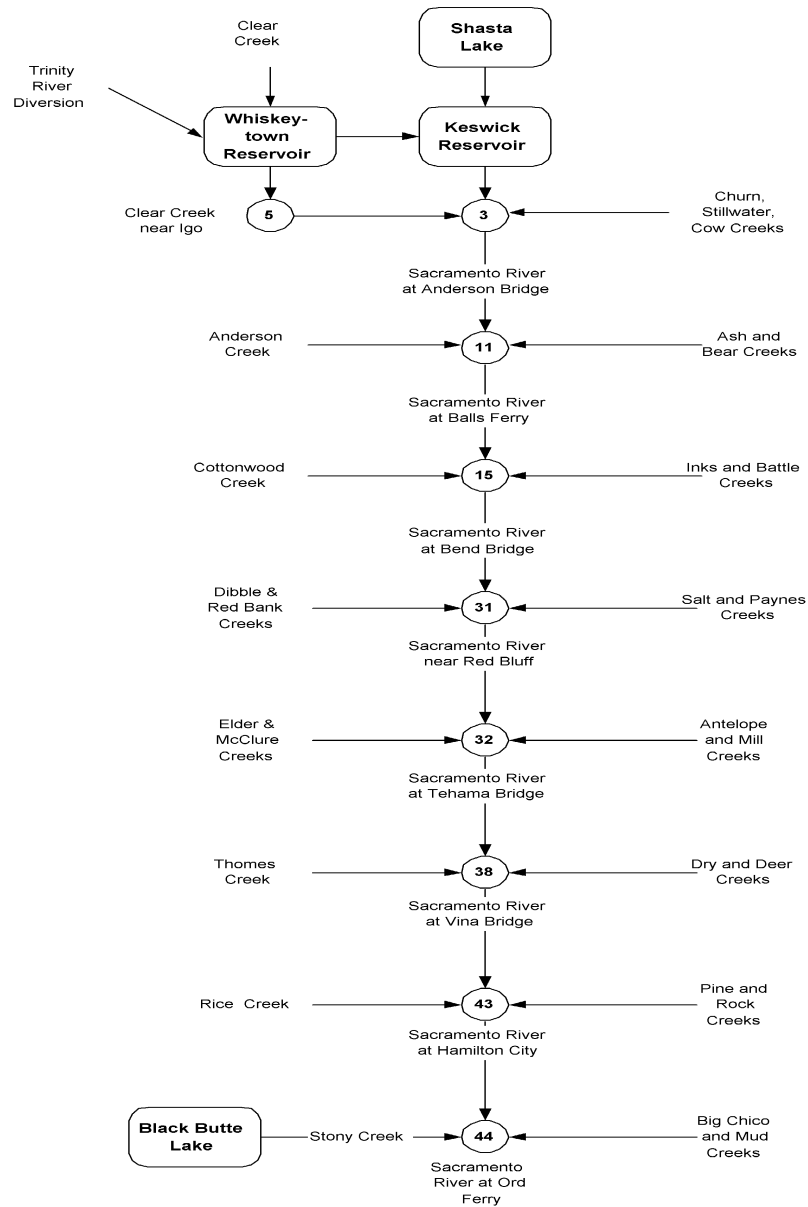 Clear
Creek
Shasta
Lake
Trinity
River
Diversion
Whiskey-
town
Reservoir
Keswick
Reservoir
Clear Creek
near Igo
5
3
Churn,
Stillwater,
Cow Creeks
Sacramento River
at Anderson Bridge
Anderson
Creek
11
Ash and
Bear Creeks
Sacramento River
at Balls Ferry
Cottonwood
Creek
15
Inks and Battle
Creeks
Sacramento River
at Bend Bridge
Dibble &
Red Bank
Creeks
31
Salt and Paynes
Creeks
Sacramento River
near Red Bluff
Elder &
McClure
Creeks
32
Antelope
and Mill
Creeks
Sacramento River
at Tehama Bridge
Thomes
Creek
38
Dry and Deer
Creeks
Sacramento River
at Vina Bridge
Rice Creek
43
Pine and
Rock
Creeks
Sacramento River
at Hamilton City
Black Butte
Lake
Stony Creek
44
Big Chico
and Mud
Creeks
Sacramento
River at Ord
Ferry